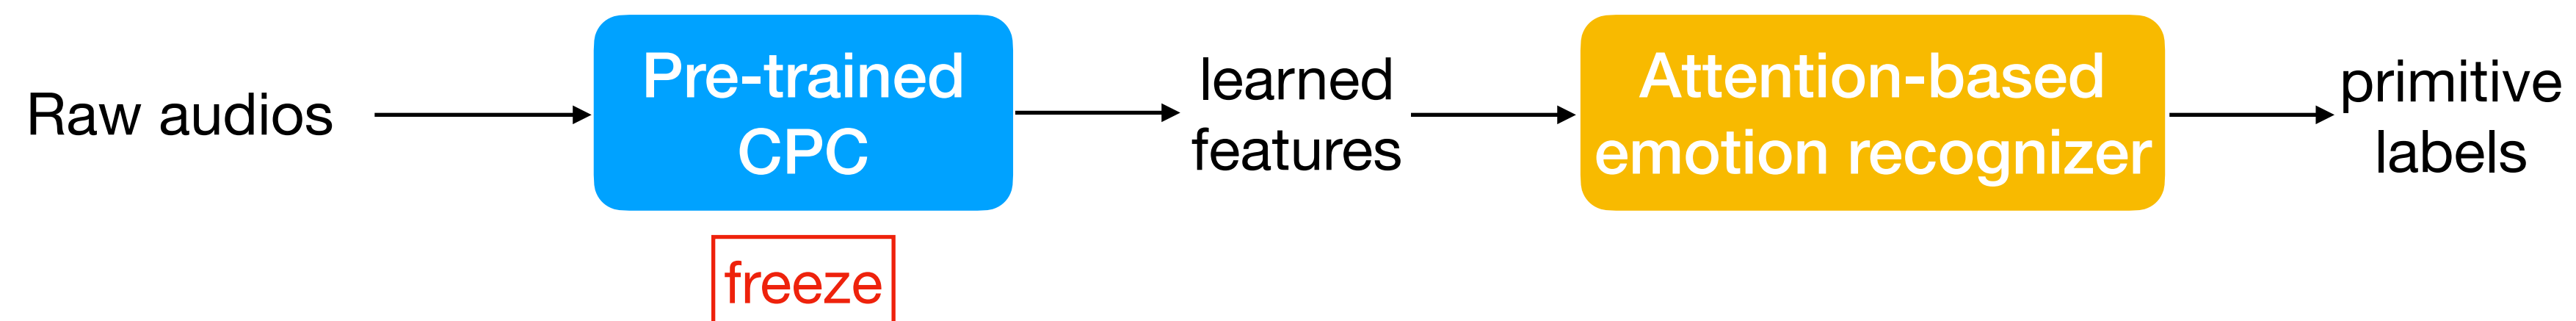 Raw audios
Pre-trained
CPC
freeze
learned
features
Attention-based
emotion recognizer
primitive
labels